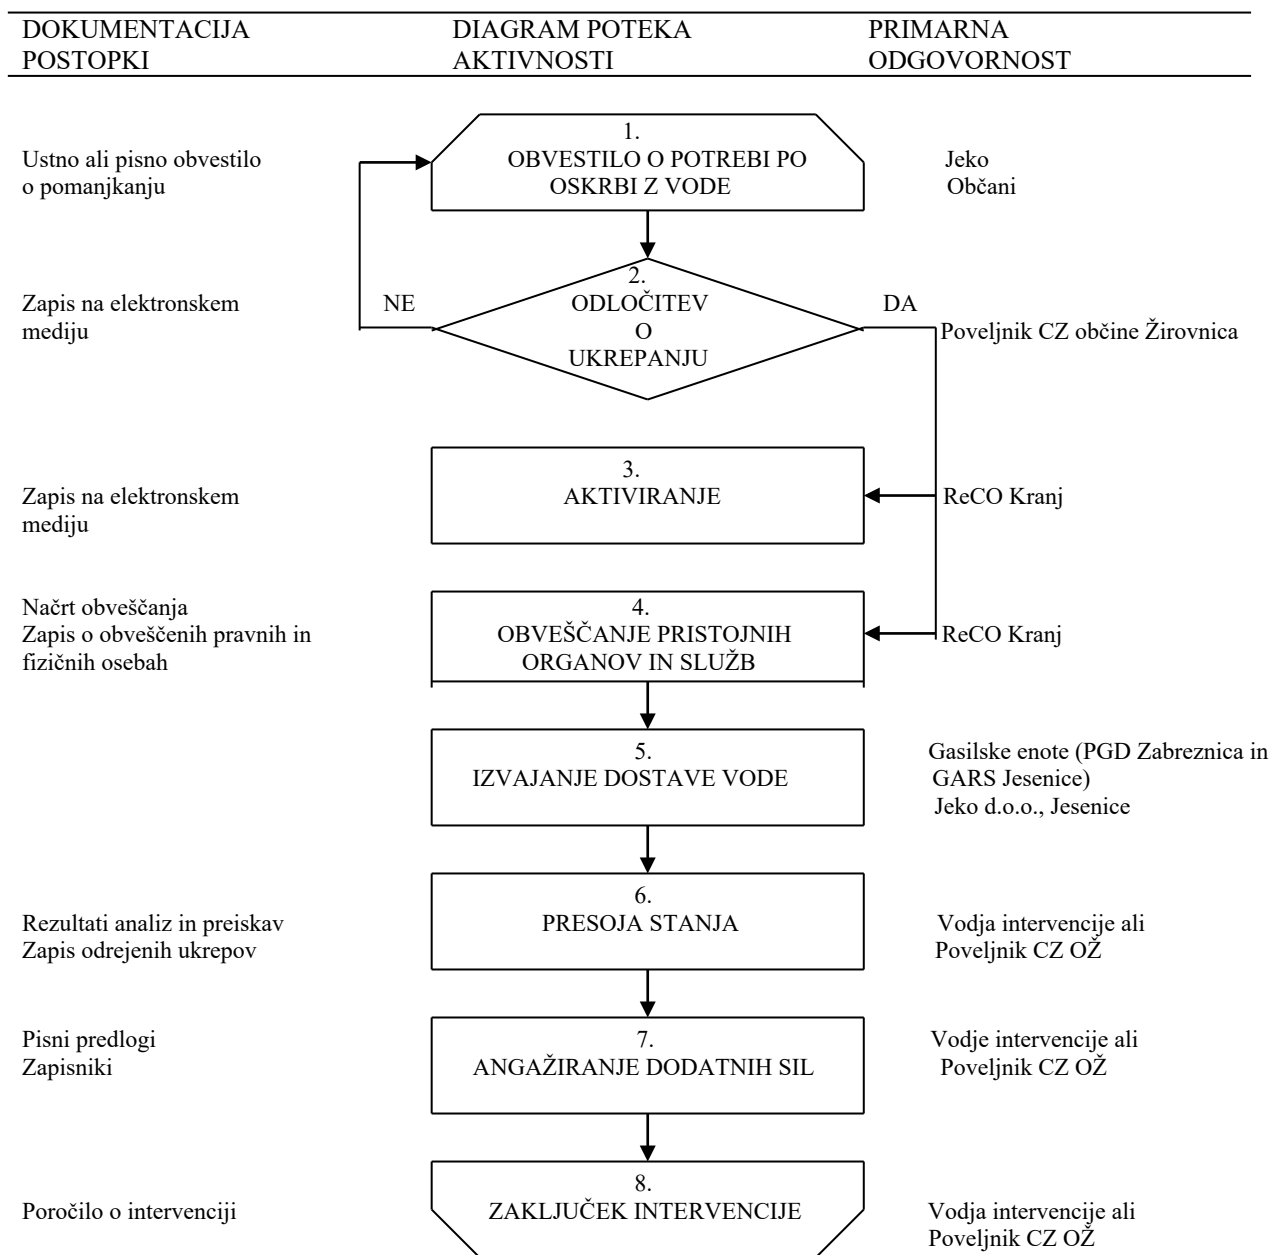 DOKUMENTACIJA
POSTOPKI
DIAGRAM POTEKA
AKTIVNOSTI
PRIMARNA
ODGOVORNOST
Ustno ali pisno obvestilo
o pomanjkanju
1.
OBVESTILO O POTREBI PO
OSKRBI Z VODE
Jeko
Občani
Zapis na elektronskem
mediju
NE
2.
ODLOČITEV
O
UKREPANJU
DA
Poveljnik CZ občine Žirovnica
Zapis na elektronskem
mediju
3.
AKTIVIRANJE
ReCO Kranj
Načrt obveščanja
Zapis o obveščenih pravnih in
fizičnih osebah
4.
OBVEŠČANJE PRISTOJNIH
ORGANOV IN SLUŽB
ReCO Kranj
5.
IZVAJANJE DOSTAVE VODE
Gasilske enote (PGD Zabreznica in
GARS Jesenice)
Jeko d.o.o., Jesenice
Rezultati analiz in preiskav
Zapis odrejenih ukrepov
6.
PRESOJA STANJA
Vodja intervencije ali
Poveljnik CZ OŽ
Pisni predlogi
Zapisniki
7.
ANGAŽIRANJE DODATNIH SIL
Vodje intervencije ali
Poveljnik CZ OŽ
Poročilo o intervenciji
8.
ZAKLJUČEK INTERVENCIJE
Vodja intervencije ali
Poveljnik CZ OŽ